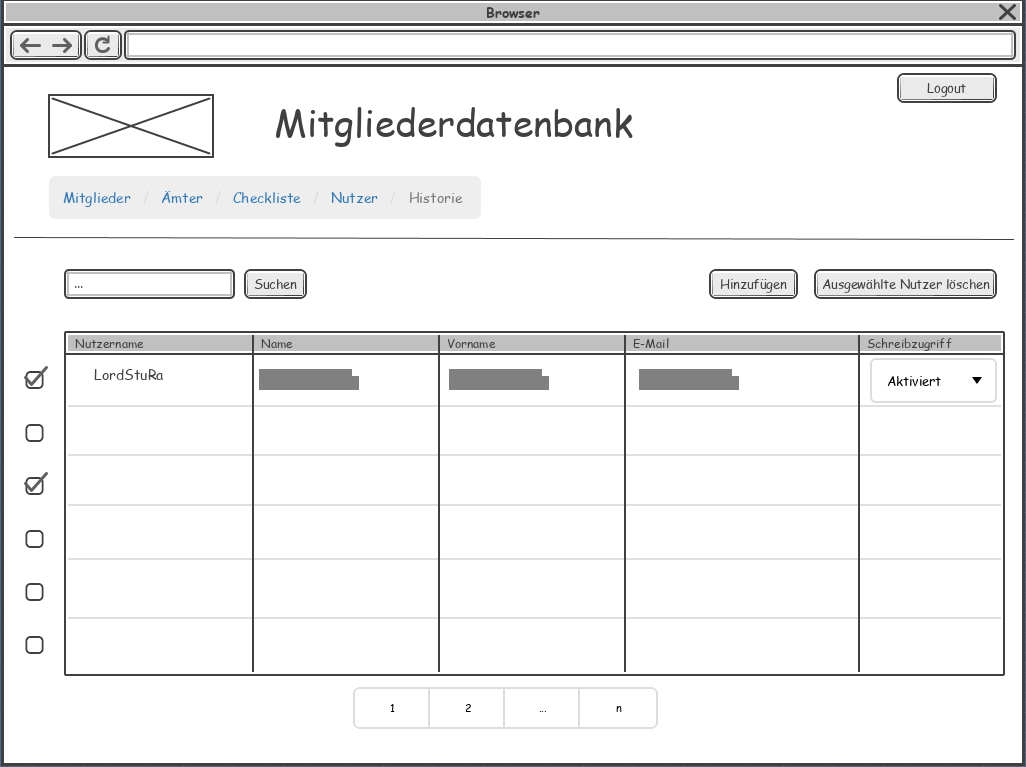 Browser
Logout
Mitgliederdatenbank
Mitglieder / Ämter / Checkliste / Nutzer / Historie
... Suchen Hinzufügen Ausgewählte Nutzer löschen
Nutzername Name Vorname E-Mail Schreibzugriff
LordStuRa Aktiviert
1 2 ... n